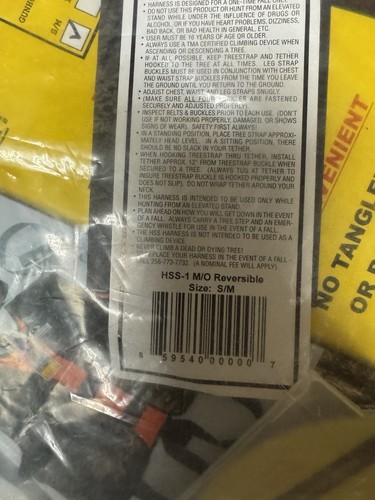 GUNB
S/M
• HARNESS IS DESIGNED FOR A ONE-TIME FALL ONLY.
• DO NOT USE THIS PRODUCT OR HUNT FROM AN ELEVATED
STAND WHILE UNDER THE INFLUENCE OF DRUGS OR
ALCOHOL, OR IF YOU HAVE HEART PROBLEMS, DIZZINESS,
BAD BACK, OR BAD HEALTH IN GENERAL, ETC.
• USER MUST BE 16 YEARS OF AGE OR OLDER.
• ALWAYS USE A TMA CERTIFIED CLIMBING DEVICE WHEN
ASCENDING OR DESCENDING A TREE.
• IF AT ALL POSSIBLE, KEEP TREESTRAP AND TETHER
HOOKED TO THE TREE AT ALL TIMES. LEG STRAP
BUCKLES MUST BE USED IN CONJUNCTION WITH CHEST
AND WAIST STRAP BUCKLES FROM THE TIME YOU LEAVE
THE GROUND UNTIL YOU RETURN TO THE GROUND.
• ADJUST CHEST, WAIST, AND LEG STRAPS SNUGLY.
• (MAKE SURE ALL FOUR BUCKLES ARE FASTENED
SECURELY AND ADJUSTED PROPERLY).
• INSPECT BELTS & BUCKLES PRIOR TO EACH USE. (DON'T
USE IF NOT WORKING PROPERLY, DAMAGED, OR SHOWS
SIGNS OF WEAR). SAFETY FIRST ALWAYS!
• IN A STANDING POSITION, PLACE TREE STRAP APPROXI-
MATELY HEAD LEVEL. IN A SITTING POSITION, THERE
SHOULD BE NO SLACK IN YOUR TETHER.
• WHEN HOOKING TREESTRAP THRU TETHER, INSTALL
TETHER APPROX. 12" FROM TREESTRAP BUCKLE WHEN
SECURED TO A TREE. (ALWAYS TUG AT TETHER TO
INSURE TREESTRAP BUCKLE IS HOOKED PROPERLY AND
DOES NOT SLIP). DO NOT WRAP TETHER AROUND YOUR
NECK.
• THIS HARNESS IS INTENDED TO BE USED ONLY WHILE
HUNTING FROM AN ELEVATED STAND.
• PLAN AHEAD ON HOW YOU WILL GET DOWN IN THE EVENT
OF A FALL. ALWAYS CARRY A TREE STEP AND AN EMER-
GENCY WHISTLE FOR USE IN THE EVENT OF A FALL.
• THE HSS HARNESS IS NOT INTENDED TO BE USED AS A
CLIMBING DEVICE.
NEVER CLIMB A DEAD OR DYING TREE!
PLACE YOUR HARNESS IN THE EVENT OF A FALL -
256-773-7732. (A NOMINAL FEE WILL APPLY)
HSS-1 M/O Reversible
Size: S/M
8 59540 00000 7
VENIENT
NO TANGLE
OR